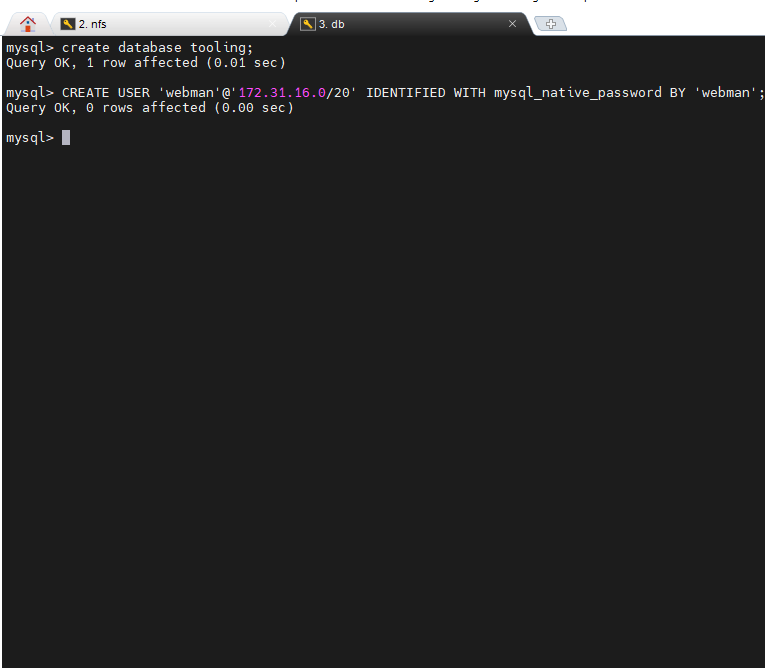 2. nfs
3. db
mysql> create database tooling;
Query OK, 1 row affected (0.01 sec)
mysql> CREATE USER 'webman'@'172.31.16.0/20' IDENTIFIED WITH mysql_native_password BY 'webman';
Query OK, 0 rows affected (0.00 sec)
mysql>